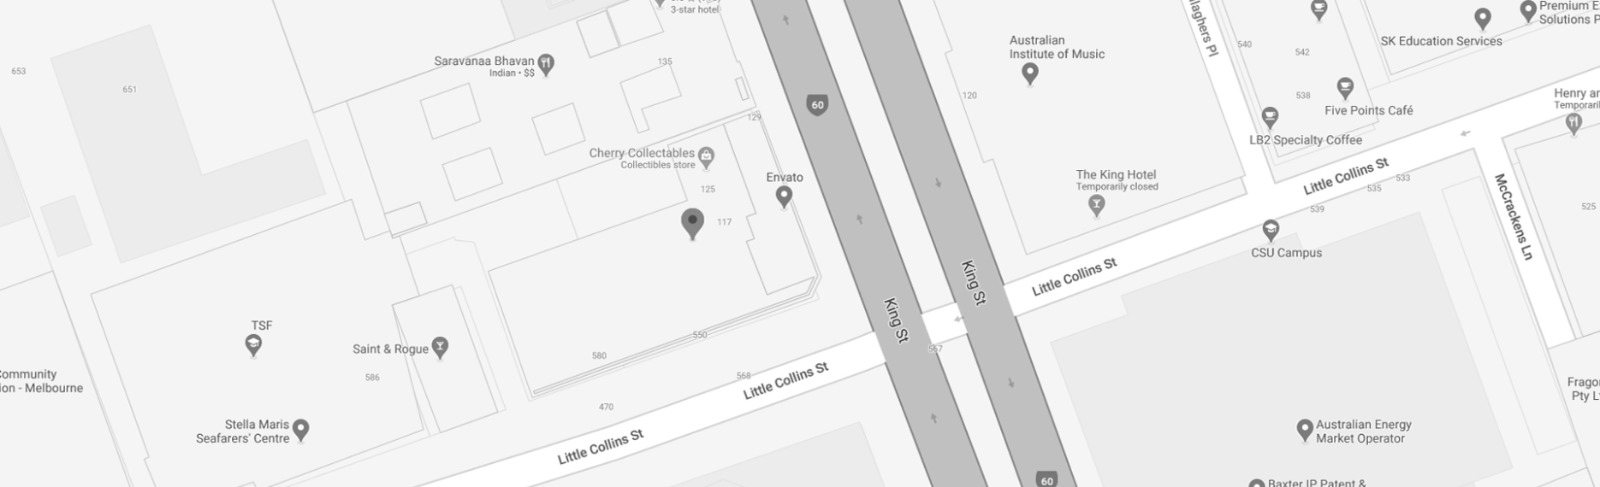 3-star hotel
Saravanaa Bhavan
Indian • $$
653
651
135
129
Cherry Collectables
Collectibles store
Envato
125
117
60
King St
King St
Australian
Institute of Music
120
The King Hotel
Temporarily closed
540
542
538
SK Education Services
Premium E
Solutions P
Five Points Café
LB2 Specialty Coffee
Henry ar
Temporaril
Little Collins St
533
535
539
CSU Campus
McCrackens Ln
525
Little Collins St
TSF
Saint & Rogue
586
580
550
568
470
Little Collins St
Little Collins St
Stella Maris
Seafarers' Centre
ommunity
ion - Melbourne
Australian Energy
Market Operator
Frago
Pty L
60
Baxter IP Patent &